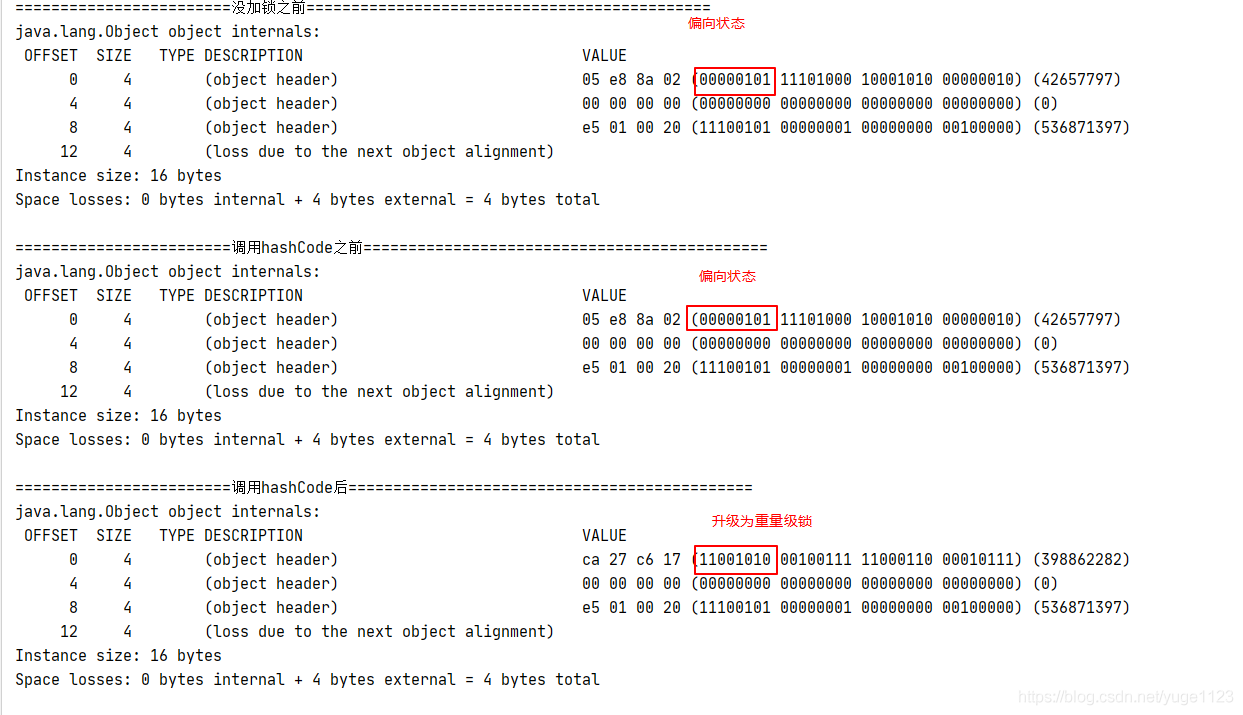 ========================没加锁之前=============================================
偏向状态
java.lang.Object object internals:
OFFSET  SIZE   TYPE DESCRIPTION                               VALUE
0     4        (object header)                           05 e8 8a 02 (00000101 11101000 10001010 00000010) (42657797)
4     4        (object header)                           00 00 00 00 (00000000 00000000 00000000 00000000) (0)
8     4        (object header)                           e5 01 00 20 (11100101 00000001 00000000 00100000) (536871397)
12     4        (loss due to the next object alignment)
Instance size: 16 bytes
Space losses: 0 bytes internal + 4 bytes external = 4 bytes total
========================调用hashCode之前=============================================
java.lang.Object object internals:
偏向状态
OFFSET  SIZE   TYPE DESCRIPTION                               VALUE
0     4        (object header)                           05 e8 8a 02 (00000101 11101000 10001010 00000010) (42657797)
4     4        (object header)                           00 00 00 00 (00000000 00000000 00000000 00000000) (0)
8     4        (object header)                           e5 01 00 20 (11100101 00000001 00000000 00100000) (536871397)
12     4        (loss due to the next object alignment)
Instance size: 16 bytes
Space losses: 0 bytes internal + 4 bytes external = 4 bytes total
========================调用hashCode后=============================================
java.lang.Object object internals:
升级为重量级锁
OFFSET  SIZE   TYPE DESCRIPTION                               VALUE
0     4        (object header)                           ca 27 c6 17 (11001010 00100111 11000110 00010111) (398862282)
4     4        (object header)                           00 00 00 00 (00000000 00000000 00000000 00000000) (0)
8     4        (object header)                           e5 01 00 20 (11100101 00000001 00000000 00100000) (536871397)
12     4        (loss due to the next object alignment)
Instance size: 16 bytes
Space losses: 0 bytes internal + 4 bytes external = 4 bytes total
https://blog.csdn.net/yuge1123